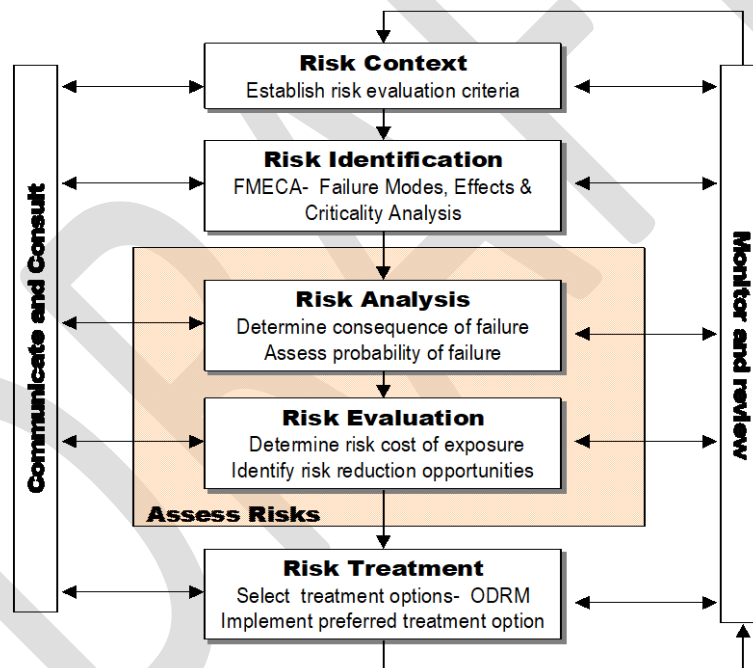 Risk Context
Establish risk evaluation criteria
Risk Identification
FMECA- Failure Modes, Effects &
Criticality Analysis
Risk Analysis
Determine consequence of failure
Assess probability of failure
Risk Evaluation
Determine risk cost of exposure
Identify risk reduction opportunities
Assess Risks
Risk Treatment
Select treatment options- ODRM
Implement preferred treatment option
Communicate and Consult
Monitor and review
DRAFT